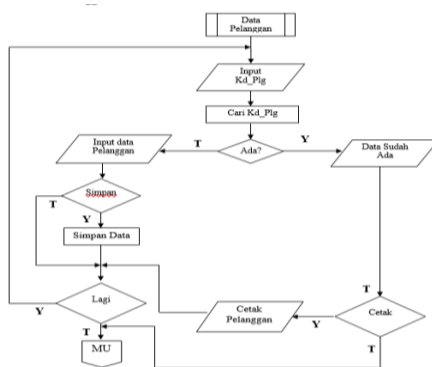 Data
Pelanggan
Input
Kd_Plg
Cari Kd_Plg
Input data
Pelanggan
T
Ada?
Y
Data Sudah
Ada
Simpan
T
Y
Simpan Data
T
Lagi
Cetak
Pelanggan
Cetak
Y
Y
T
T
MU